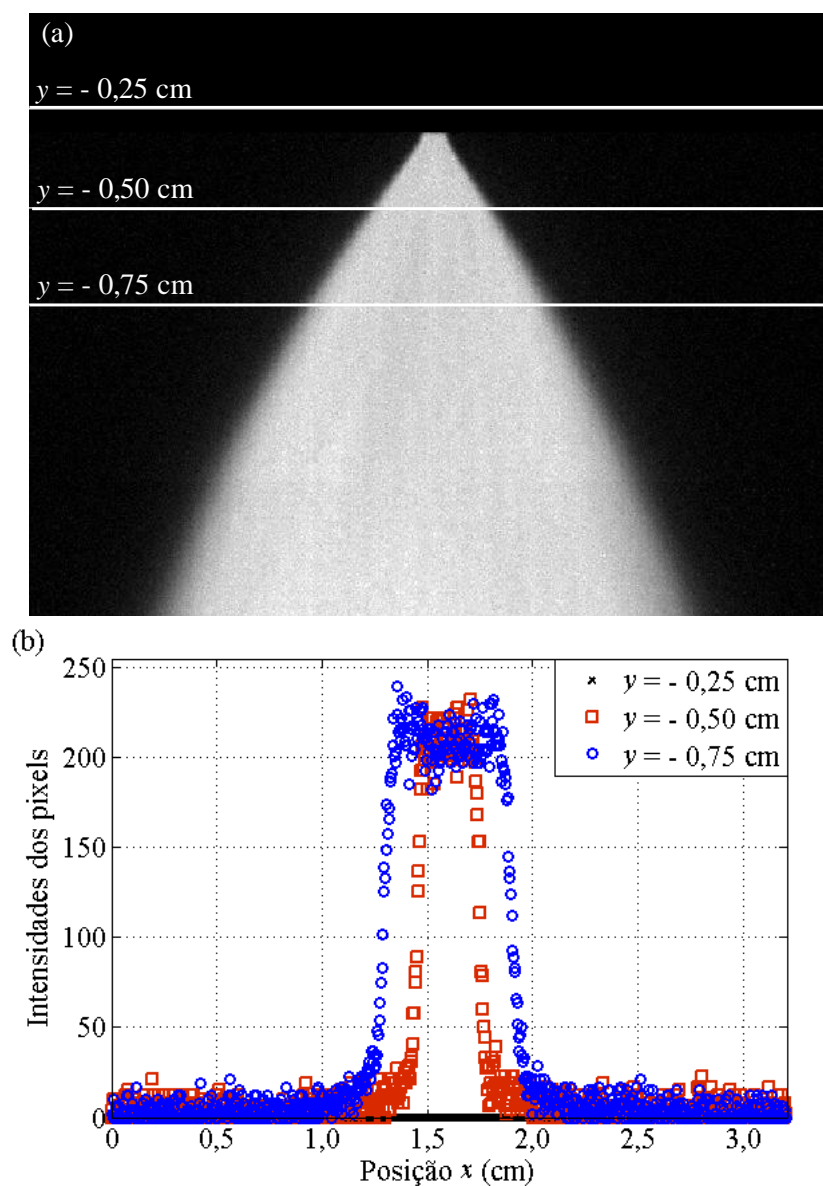 (a)
y = - 0,25 cm
y = - 0,50 cm
y = - 0,75 cm
(b)
250
200
150
100
50
0
Intensidades dos pixels
y = - 0,25 cm
y = - 0,50 cm
y = - 0,75 cm
0 0,5 1,0 1,5 2,0 2,5 3,0
Posição x (cm)